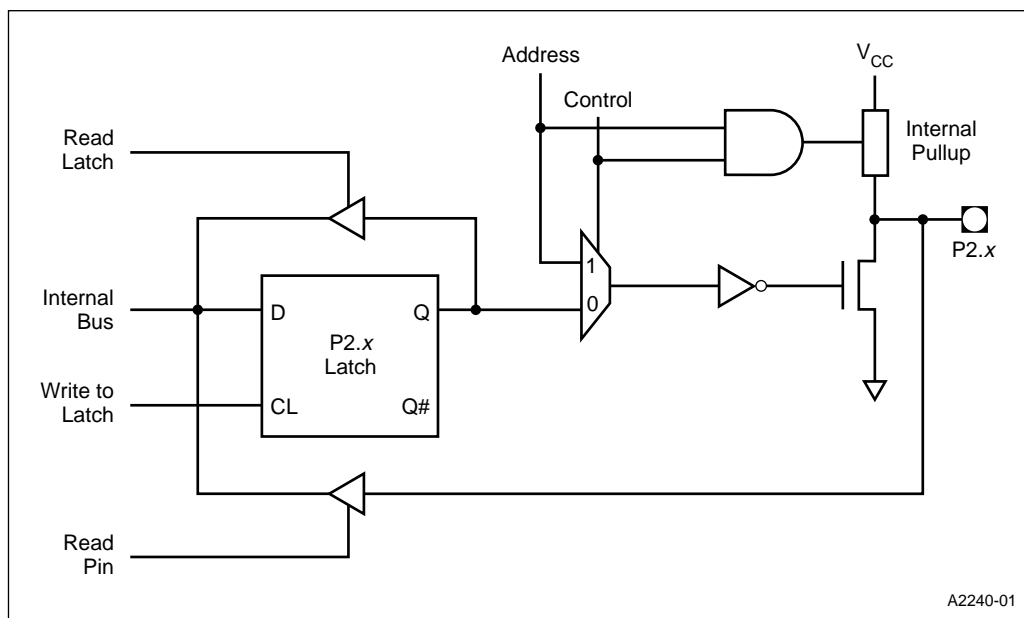 Address
V_CC
Control
Read
Latch
Internal
Pullup
P2.x
1
Internal
Bus
D
Q
0
P2.x
Latch
Write to
Latch
CL
Q#
Read
Pin
A2240-01